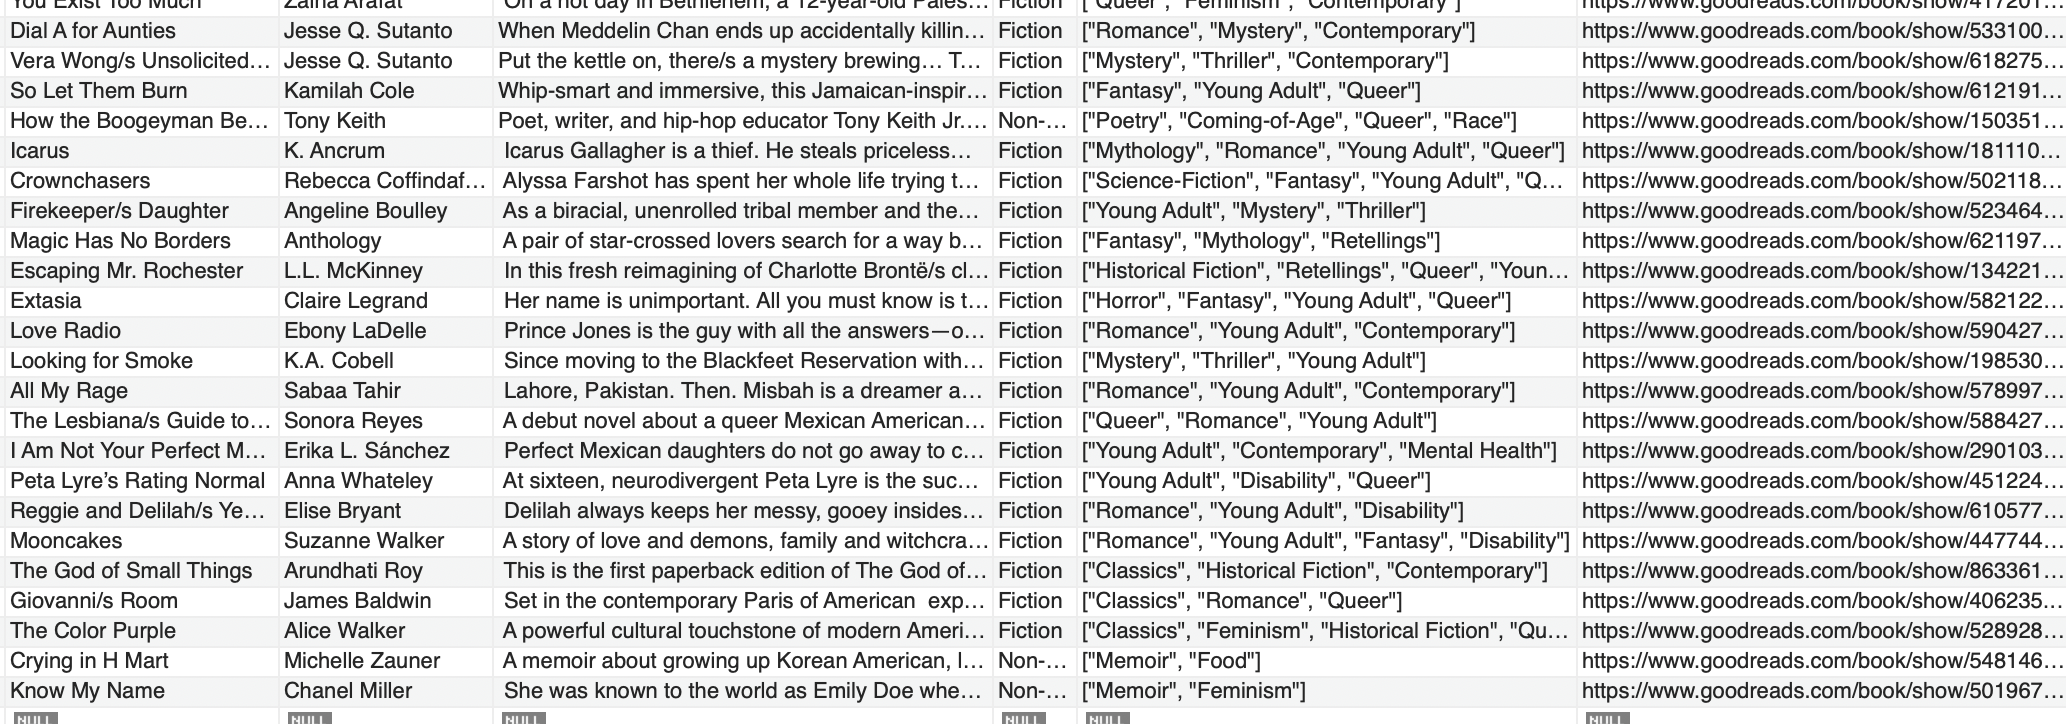 You Exist Too Much Zaina Arafat On a hot day in Bethlehem, a 12-year-old Pales... Fiction ["Queer", "Feminism", "Contemporary"] https://www.goodreads.com/book/show/417201...
Dial A for Aunties Jesse Q. Sutanto When Meddelin Chan ends up accidentally killin... Fiction ["Romance", "Mystery", "Contemporary"] https://www.goodreads.com/book/show/533100...
Vera Wong/s Unsolicited... Jesse Q. Sutanto Put the kettle on, there/s a mystery brewing... T... Fiction ["Mystery", "Thriller", "Contemporary"] https://www.goodreads.com/book/show/618275...
So Let Them Burn Kamilah Cole Whip-smart and immersive, this Jamaican-inspir... Fiction ["Fantasy", "Young Adult", "Queer"] https://www.goodreads.com/book/show/612191...
How the Boogeyman Be... Tony Keith Poet, writer, and hip-hop educator Tony Keith Jr.... Non-... ["Poetry", "Coming-of-Age", "Queer", "Race"] https://www.goodreads.com/book/show/150351...
Icarus K. Ancrum Icarus Gallagher is a thief. He steals priceless... Fiction ["Mythology", "Romance", "Young Adult", "Queer"] https://www.goodreads.com/book/show/181110...
Crownchasers Rebecca Coffindaf... Alyssa Farshot has spent her whole life trying t... Fiction ["Science-Fiction", "Fantasy", "Young Adult", "Q... https://www.goodreads.com/book/show/502118...
Firekeeper/s Daughter Angeline Boulley As a biracial, unenrolled tribal member and the... Fiction ["Young Adult", "Mystery", "Thriller"] https://www.goodreads.com/book/show/523464...
Magic Has No Borders Anthology A pair of star-crossed lovers search for a way b... Fiction ["Fantasy", "Mythology", "Retellings"] https://www.goodreads.com/book/show/621197...
Escaping Mr. Rochester L.L. McKinney In this fresh reimagining of Charlotte Brontë/s cl... Fiction ["Historical Fiction", "Retellings", "Queer", "Youn... https://www.goodreads.com/book/show/134221...
Extasia Claire Legrand Her name is unimportant. All you must know is t... Fiction ["Horror", "Fantasy", "Young Adult", "Queer"] https://www.goodreads.com/book/show/582122...
Love Radio Ebony LaDelle Prince Jones is the guy with all the answers—o... Fiction ["Romance", "Young Adult", "Contemporary"] https://www.goodreads.com/book/show/590427...
Looking for Smoke K.A. Cobell Since moving to the Blackfeet Reservation with... Fiction ["Mystery", "Thriller", "Young Adult"] https://www.goodreads.com/book/show/198530...
All My Rage Sabaa Tahir Lahore, Pakistan. Then. Misbah is a dreamer a... Fiction ["Romance", "Young Adult", "Contemporary"] https://www.goodreads.com/book/show/578997...
The Lesbiana/s Guide to... Sonora Reyes A debut novel about a queer Mexican American... Fiction ["Queer", "Romance", "Young Adult"] https://www.goodreads.com/book/show/588427...
I Am Not Your Perfect M... Erika L. Sánchez Perfect Mexican daughters do not go away to c... Fiction ["Young Adult", "Contemporary", "Mental Health"] https://www.goodreads.com/book/show/290103...
Peta Lyre’s Rating Normal Anna Whateley At sixteen, neurodivergent Peta Lyre is the suc... Fiction ["Young Adult", "Disability", "Queer"] https://www.goodreads.com/book/show/451224...
Reggie and Delilah/s Ye... Elise Bryant Delilah always keeps her messy, gooey insides... Fiction ["Romance", "Young Adult", "Disability"] https://www.goodreads.com/book/show/610577...
Mooncakes Suzanne Walker A story of love and demons, family and witchcra... Fiction ["Romance", "Young Adult", "Fantasy", "Disability"] https://www.goodreads.com/book/show/447744...
The God of Small Things Arundhati Roy This is the first paperback edition of The God of... Fiction ["Classics", "Historical Fiction", "Contemporary"] https://www.goodreads.com/book/show/863361...
Giovanni/s Room James Baldwin Set in the contemporary Paris of American exp... Fiction ["Classics", "Romance", "Queer"] https://www.goodreads.com/book/show/406235...
The Color Purple Alice Walker A powerful cultural touchstone of modern Ameri... Fiction ["Classics", "Feminism", "Historical Fiction", "Qu... https://www.goodreads.com/book/show/528928...
Crying in H Mart Michelle Zauner A memoir about growing up Korean American, l... Non-... ["Memoir", "Food"] https://www.goodreads.com/book/show/548146...
Know My Name Chanel Miller She was known to the world as Emily Doe whe... Non-... ["Memoir", "Feminism"] https://www.goodreads.com/book/show/501967...
NULL NULL NULL NULL NULL NULL